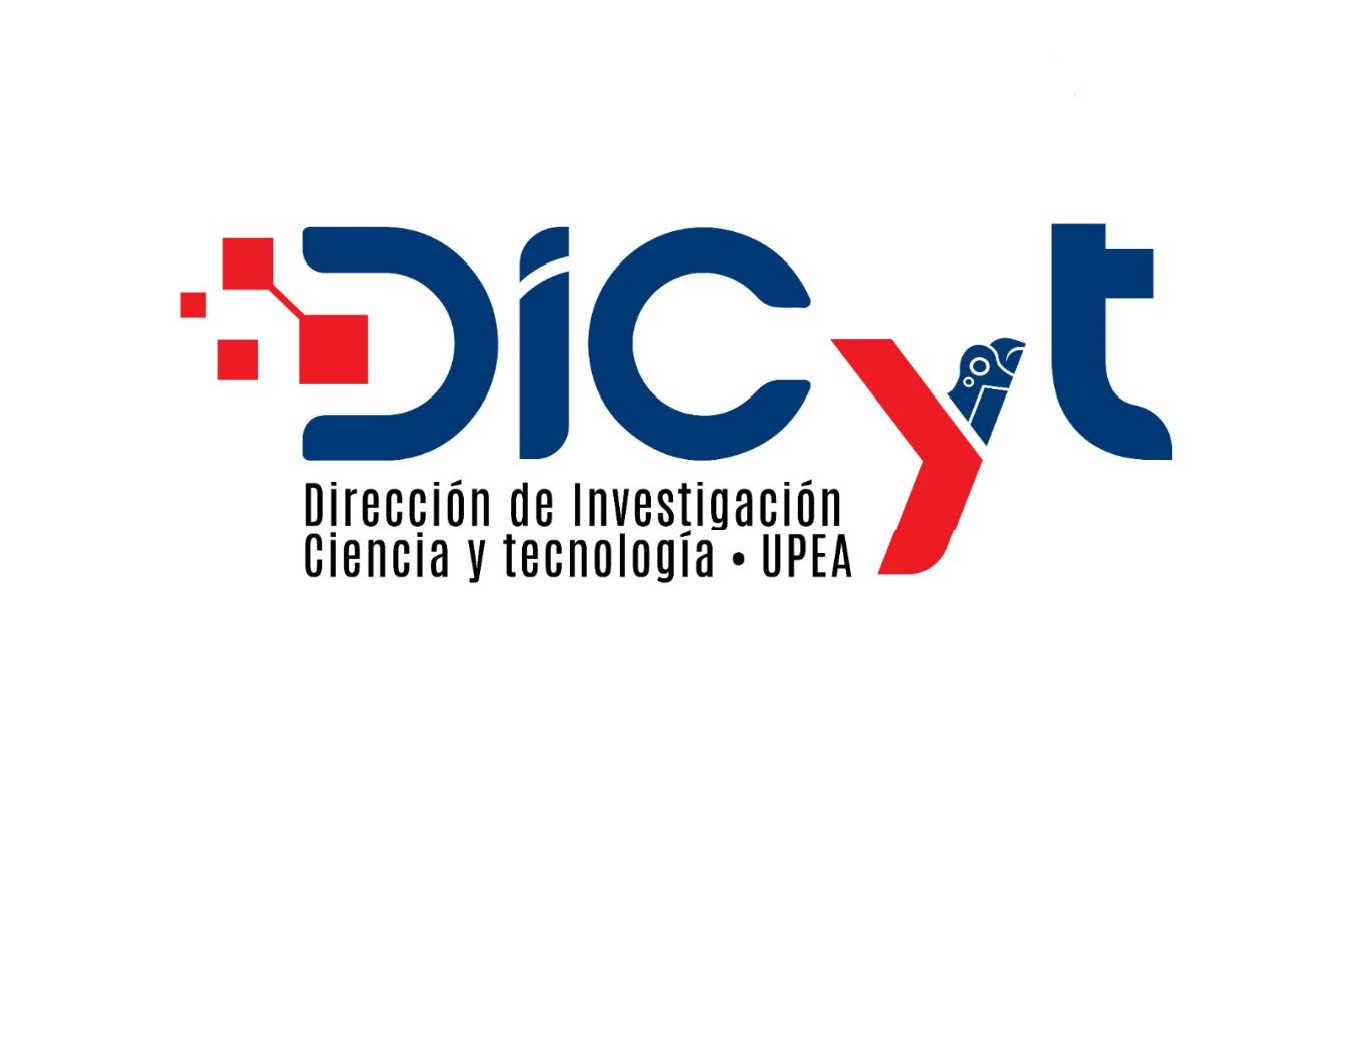 Dicyt
Dirección de Investigación
Ciencia y tecnología • UPEA